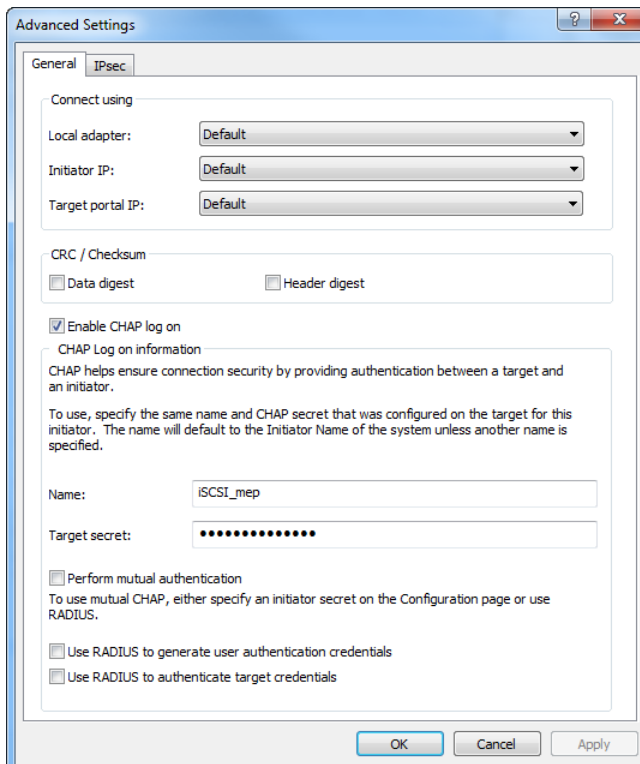 Advanced Settings
General
IPsec
Connect using
Local adapter:
Default
Initiator IP:
Default
Target portal IP:
Default
CRC / Checksum
Data digest
Header digest
Enable CHAP log on
CHAP Log on information
CHAP helps ensure connection security by providing authentication between a target and
an initiator.
To use, specify the same name and CHAP secret that was configured on the target for this
initiator. The name will default to the Initiator Name of the system unless another name is
specified.
Name:
iSCSI_mep
Target secret:
••••••••••••••
Perform mutual authentication
To use mutual CHAP, either specify an initiator secret on the Configuration page or use
RADIUS.
Use RADIUS to generate user authentication credentials
Use RADIUS to authenticate target credentials
OK
Cancel
Apply